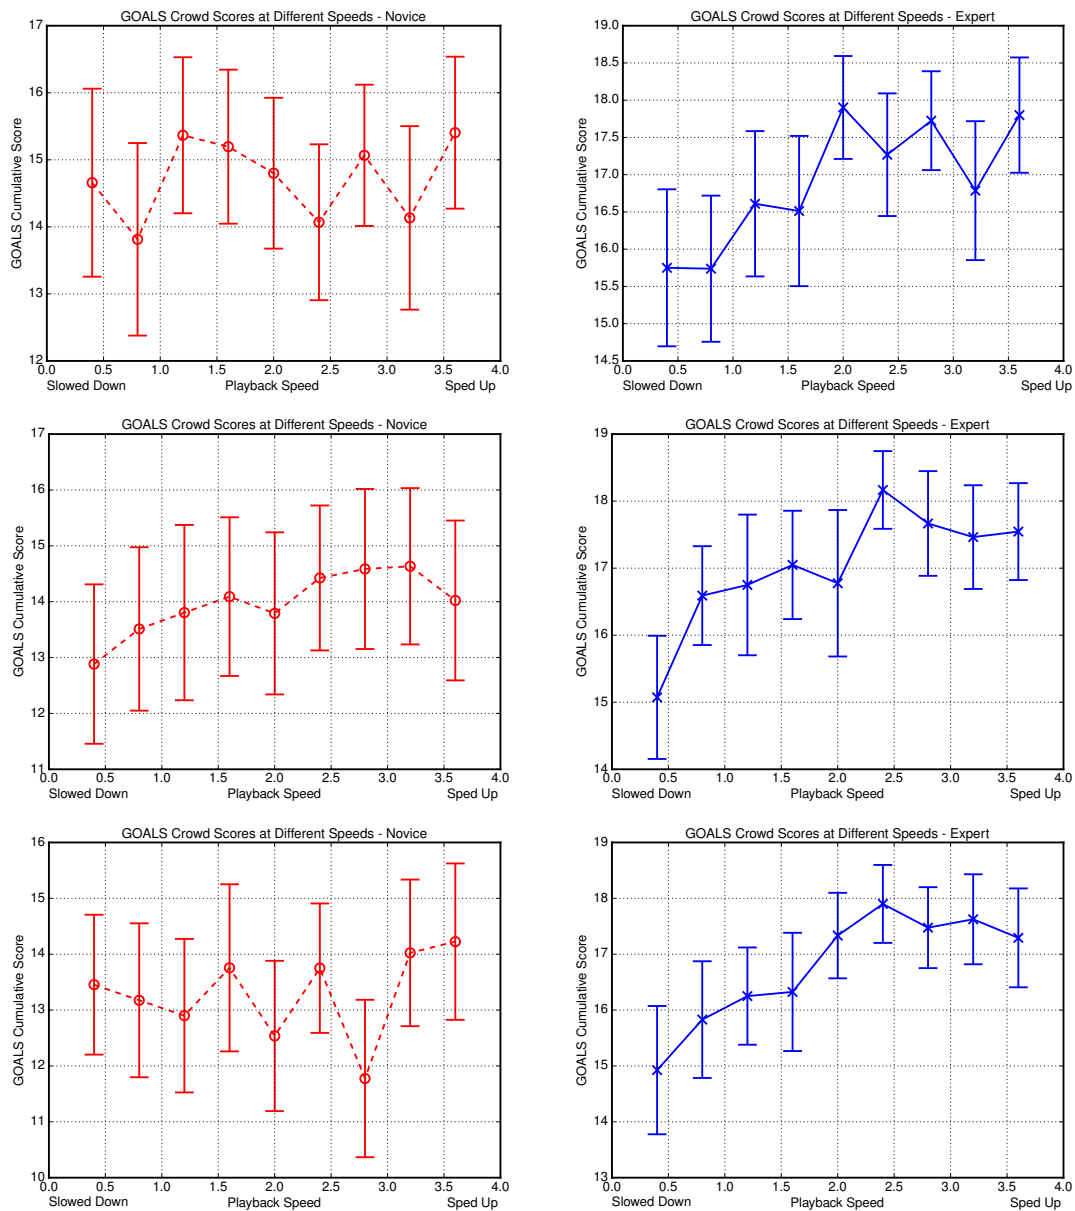 GOALS Crowd Scores at Different Speeds - Novice
GOALS Cumulative Score
17
16
15
14
13
12
0.0 0.5 1.0 1.5 2.0 2.5 3.0 3.5 4.0
Slowed Down Playback Speed Sped Up
GOALS Crowd Scores at Different Speeds - Expert
GOALS Cumulative Score
19.0
18.5
18.0
17.5
17.0
16.5
16.0
15.5
15.0
14.5
0.0 0.5 1.0 1.5 2.0 2.5 3.0 3.5 4.0
Slowed Down Playback Speed Sped Up
GOALS Crowd Scores at Different Speeds - Novice
GOALS Cumulative Score
17
16
15
14
13
12
11
0.0 0.5 1.0 1.5 2.0 2.5 3.0 3.5 4.0
Slowed Down Playback Speed Sped Up
GOALS Crowd Scores at Different Speeds - Expert
GOALS Cumulative Score
19
18
17
16
15
14
0.0 0.5 1.0 1.5 2.0 2.5 3.0 3.5 4.0
Slowed Down Playback Speed Sped Up
GOALS Crowd Scores at Different Speeds - Novice
GOALS Cumulative Score
16
15
14
13
12
11
10
0.0 0.5 1.0 1.5 2.0 2.5 3.0 3.5 4.0
Slowed Down Playback Speed Sped Up
GOALS Crowd Scores at Different Speeds - Expert
GOALS Cumulative Score
19
18
17
16
15
14
13
0.0 0.5 1.0 1.5 2.0 2.5 3.0 3.5 4.0
Slowed Down Playback Speed Sped Up